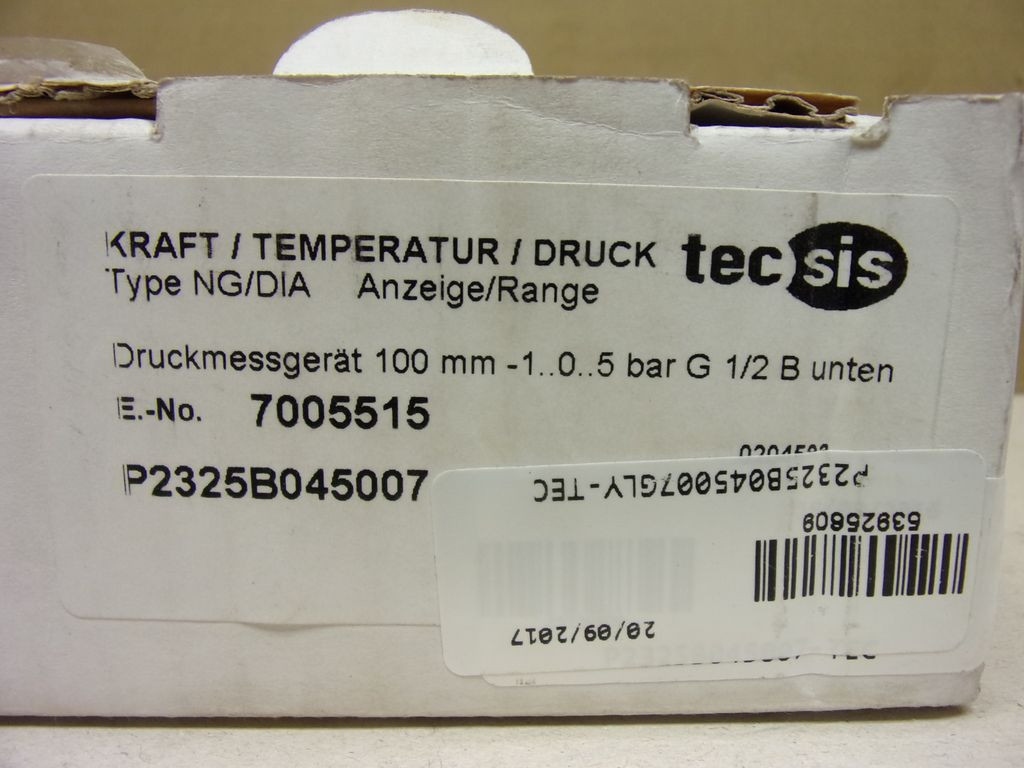 KRAFT / TEMPERATUR / DRUCK
tecsis
Type NG/DIA Anzeige/Range
Druckmessgerät 100 mm -1..0..5 bar G 1/2 B unten
E.-No. 7005515
P2325B045007
P2325B045007GLY-TEC
53925809
20/09/2017